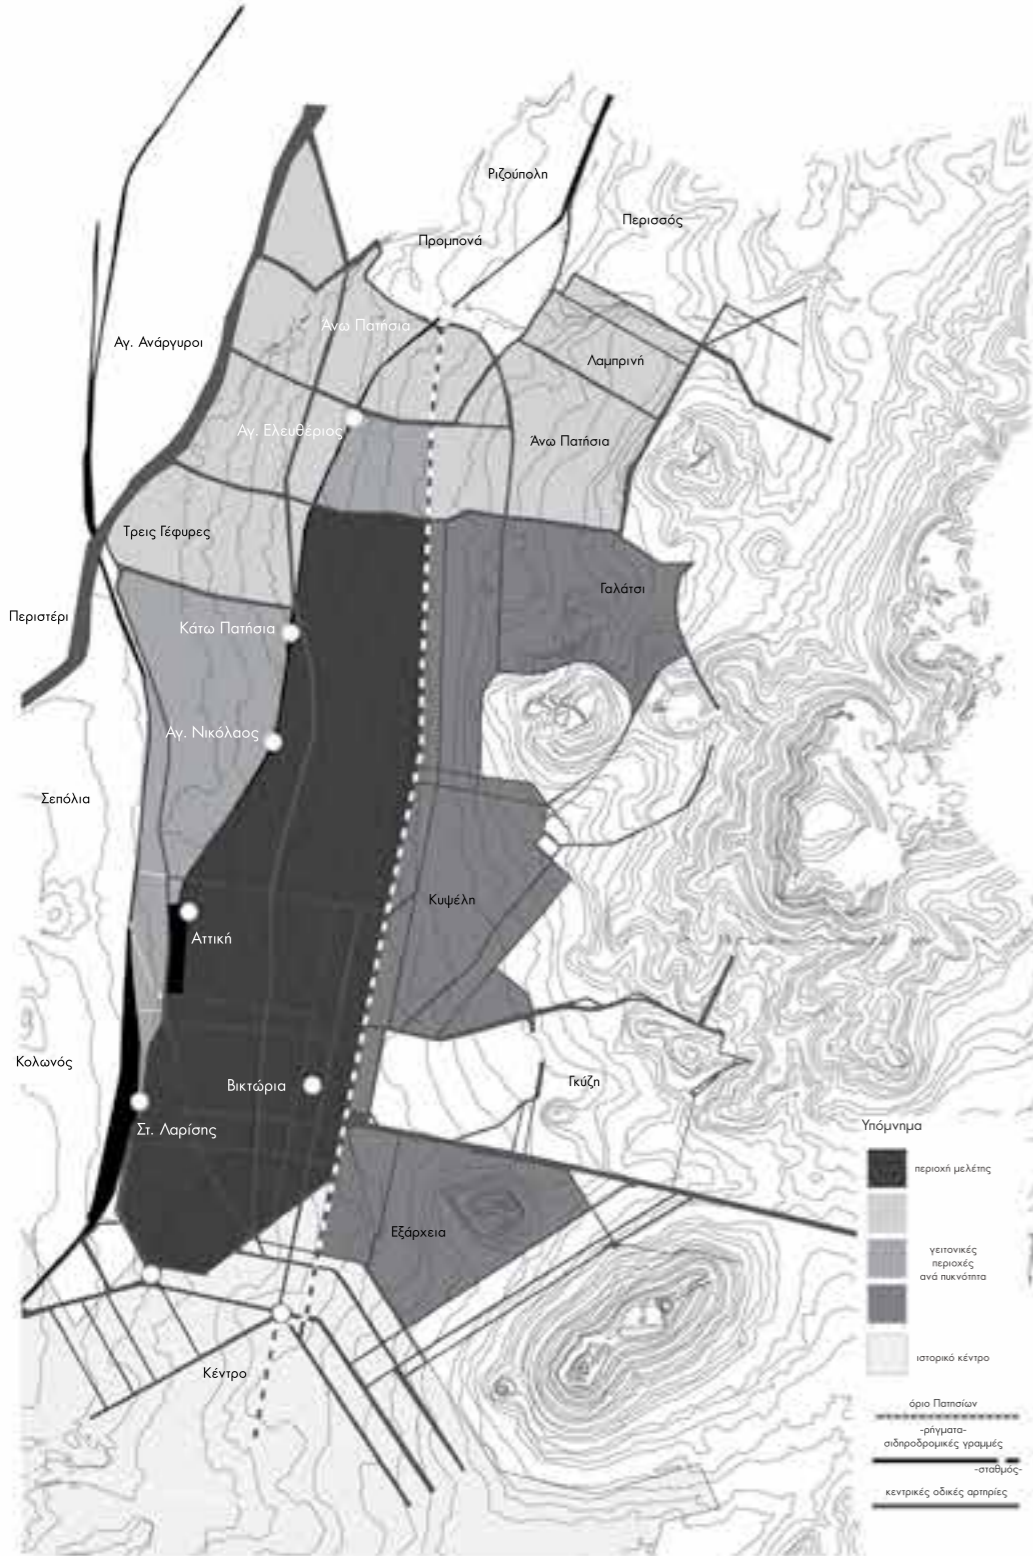 Ριζούπολη
Περισσός
Προμπονά
Άνω Πατήσια
Αγ. Ανάργυροι
Λαμπρινή
Αγ. Ελευθέριος
Άνω Πατήσια
Τρεις Γέφυρες
Γαλάτσι
Περιστέρι
Κάτω Πατήσια
Αγ. Νικόλαος
Σεπόλια
Κυψέλη
Αττική
Κολωνός
Βικτώρια
Γκύζη
Στ. Λαρίσης
Εξάρχεια
Κέντρο
Υπόμνημα
περιοχή μελέτης
γειτονικές
περιοχές
ανά πυκνότητα
ιστορικό κέντρο
όριο Πατησίων
-ρήγματα-
σιδηροδρομικές γραμμές
-σταθμός-
κεντρικές οδικές αρτηρίες